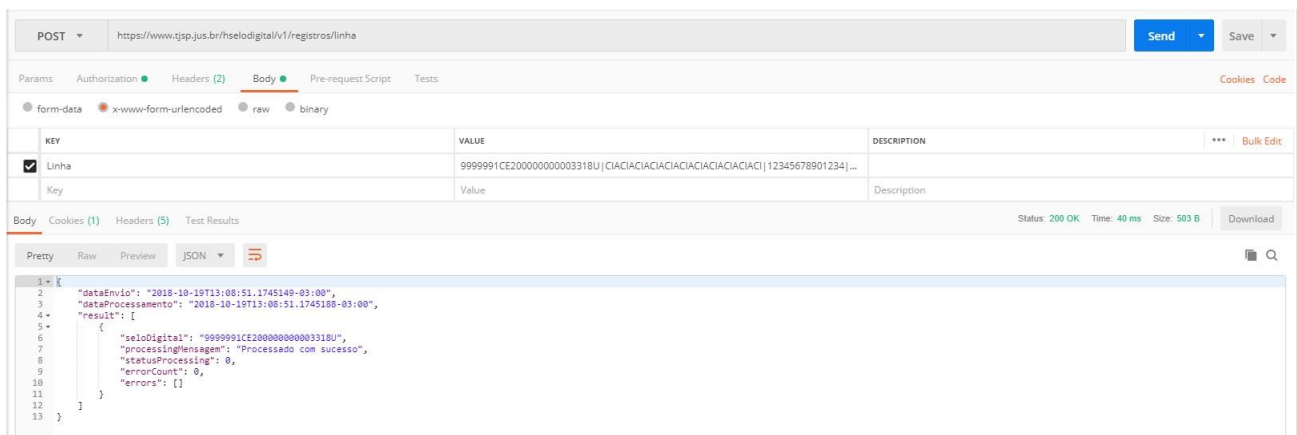 POST https://www.tjsp.jus.br/hselodigital/v1/registros/linha Send Save
Params Authorization Headers (2) Body Pre-request Script Tests Cookies Code
form-data x-www-form-urlencoded raw binary
KEY VALUE DESCRIPTION ••• Bulk Edit
Linha |12345678901234|...
Key Value Description
Body Cookies (1) Headers (5) Test Results Status: 200 OK Time: 40 ms Size: 503 B Download
Pretty Raw Preview JSON
1 {
2 "dataEnvio": "2018-10-19T13:08:51.1745149-03:00",
3 "dataProcessamento": "2018-10-19T13:08:51.1745188-03:00",
4 "result": [
5 {
6 "seloDigital": "9999991CE200000000003318U",
7 "processingMensagem": "Processado com sucesso",
8 "statusProcessing": 0,
9 "errorCount": 0,
10 "errors": []
11 }
12 ]
13 }